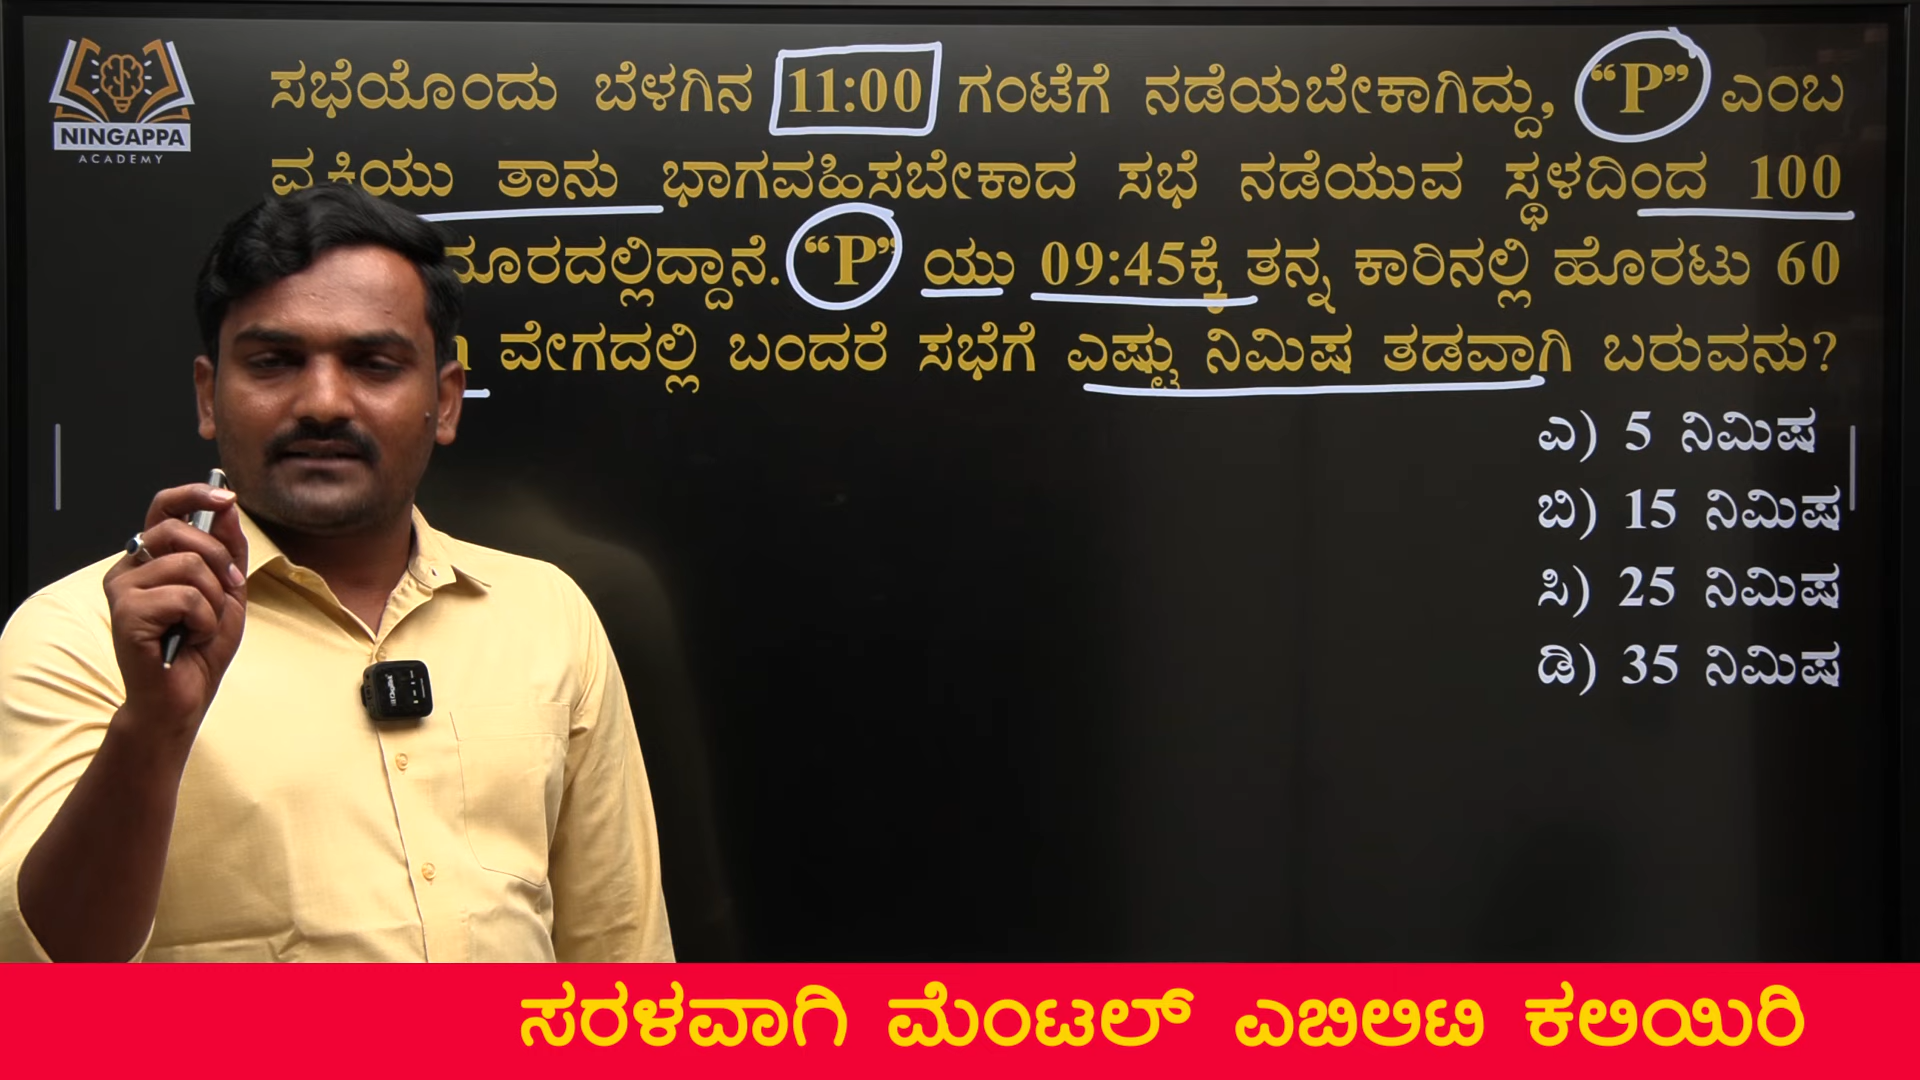 NINGAPPA
ACADEMY
ಸಭೆಯೊಂದು ಬೆಳಗಿನ 11:00 ಗಂಟೆಗೆ ನಡೆಯಬೇಕಾಗಿದ್ದು, “P” ಎಂಬ
ತಾನು ಭಾಗವಹಿಸಬೇಕಾದ ಸಭೆ ನಡೆಯುವ ಸ್ಥಳದಿಂದ 100
ದೂರದಲ್ಲಿದ್ದಾನೆ. “P” ಯು 09:45ಕ್ಕೆ ತನ್ನ ಕಾರಿನಲ್ಲಿ ಹೊರಟು 60
ವೇಗದಲ್ಲಿ ಬಂದರೆ ಸಭೆಗೆ ಎಷ್ಟು ನಿಮಿಷ ತಡವಾಗಿ ಬರುವನು?
ಎ) 5 ನಿಮಿಷ
ಬಿ) 15 ನಿಮಿಷ
ಸಿ) 25 ನಿಮಿಷ
ಡಿ) 35 ನಿಮಿಷ
ಸರಳವಾಗಿ ಮೆಂಟಲ್ ಎಬಿಲಿಟಿ ಕಲಿಯಿರಿ